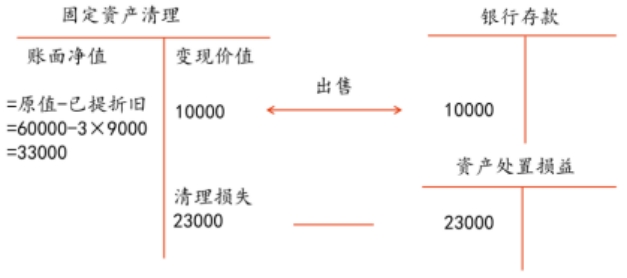 固定资产清理
银行存款
账面净值
变现价值
=原值-已提折旧
=60000-3×9000
=33000
10000
出售
10000
资产处置损益
清理损失
23000
23000